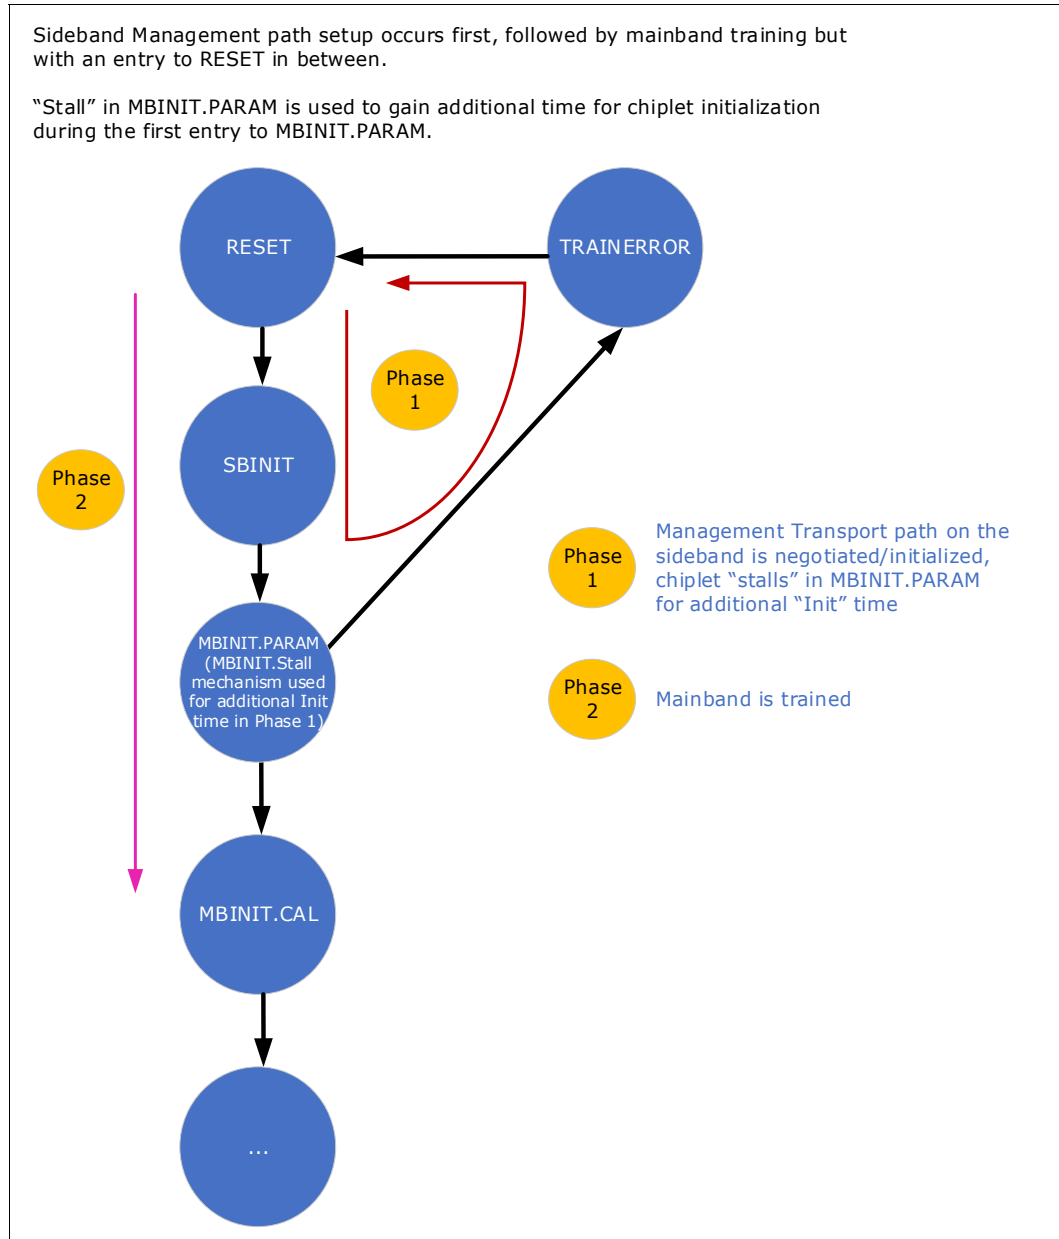 Sideband Management path setup occurs first, followed by mainband training but
with an entry to RESET in between.
“Stall” in MBINIT.PARAM is used to gain additional time for chiplet initialization
during the first entry to MBINIT.PARAM.
RESET
TRAINERROR
Phase
1
SBINIT
Phase
2
Phase
1
Management Transport path on the
sideband is negotiated/initialized,
chiplet “stalls” in MBINIT.PARAM
for additional “Init” time
MBINIT.PARAM
(MBINIT.Stall
mechanism used
for additional Init
time in Phase 1)
Phase
2
Mainband is trained
MBINIT.CAL
...